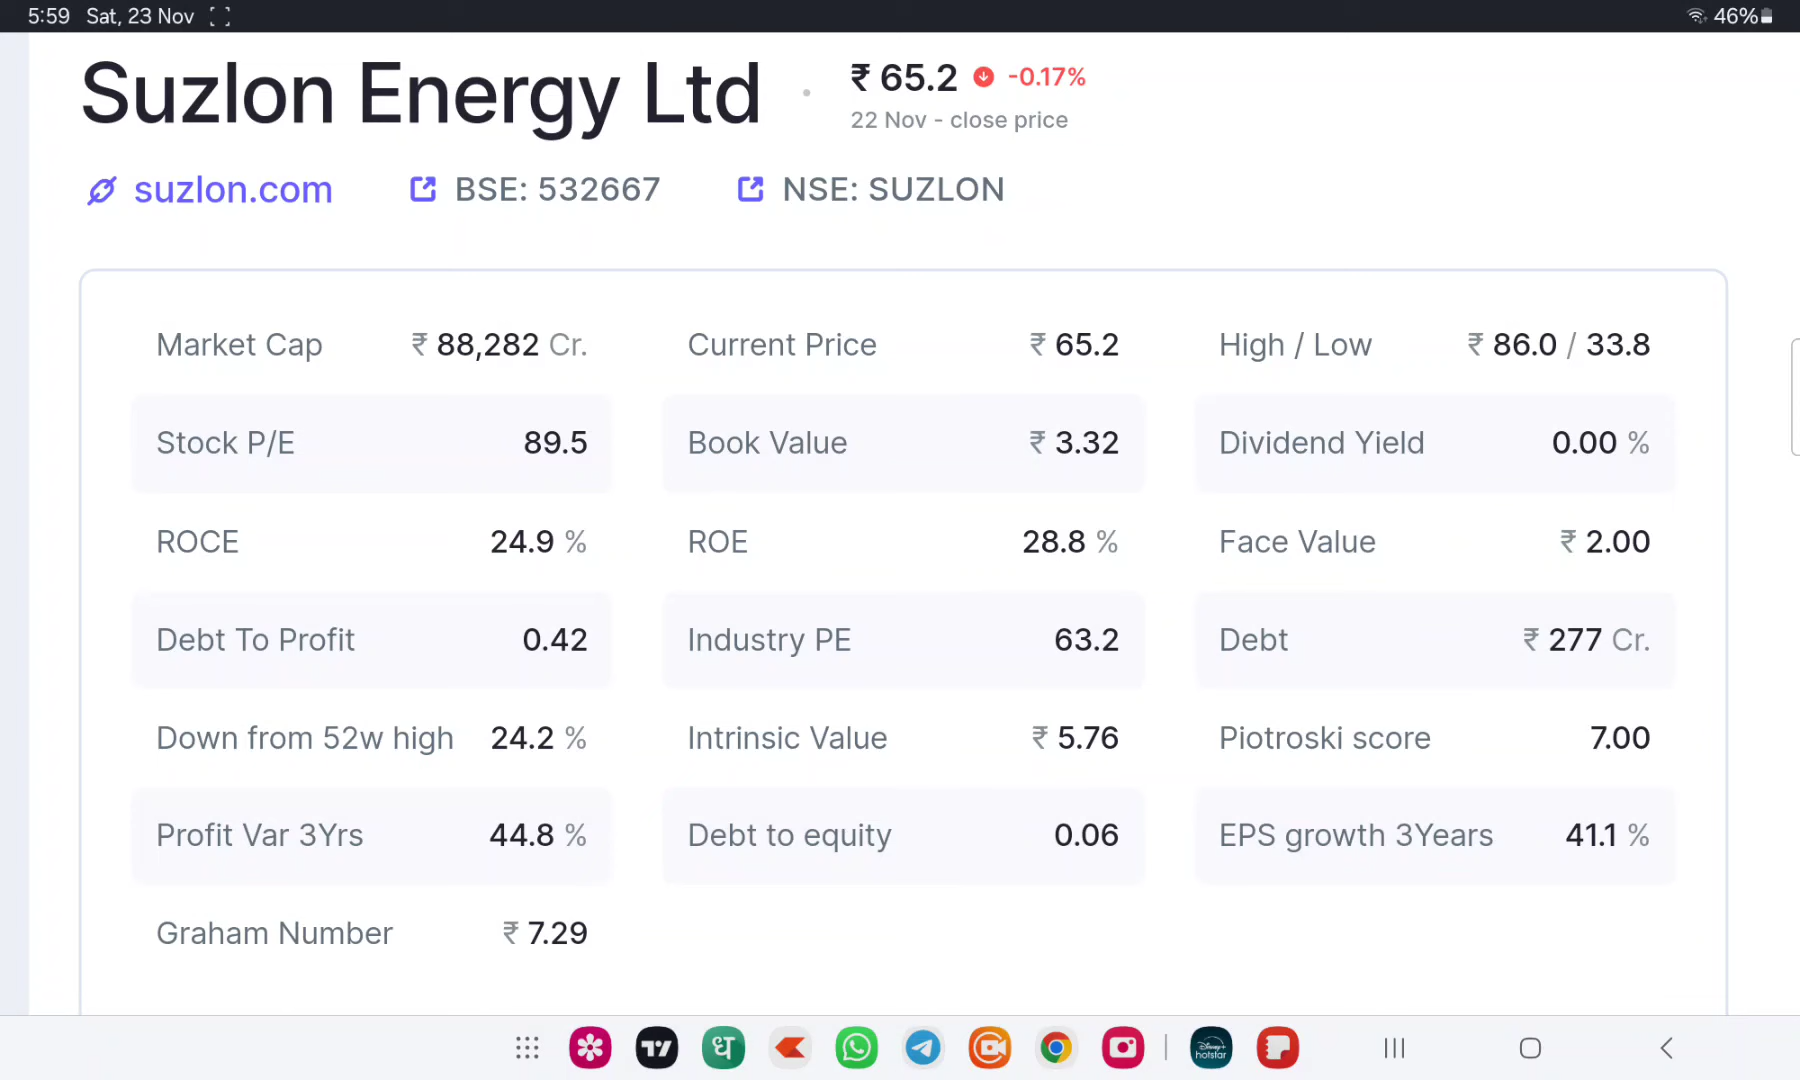 5:59 Sat, 23 Nov 46%
Suzlon Energy Ltd ₹ 65.2 -0.17%
22 Nov - close price
suzlon.com BSE: 532667 NSE: SUZLON
Market Cap ₹ 88,282 Cr. Current Price ₹ 65.2 High / Low ₹ 86.0 / 33.8
Stock P/E 89.5 Book Value ₹ 3.32 Dividend Yield 0.00 %
ROCE 24.9 % ROE 28.8 % Face Value ₹ 2.00
Debt To Profit 0.42 Industry PE 63.2 Debt ₹ 277 Cr.
Down from 52w high 24.2 % Intrinsic Value ₹ 5.76 Piotroski score 7.00
Profit Var 3Yrs 44.8 % Debt to equity 0.06 EPS growth 3Years 41.1 %
Graham Number ₹ 7.29
ध Disney+ hotstar